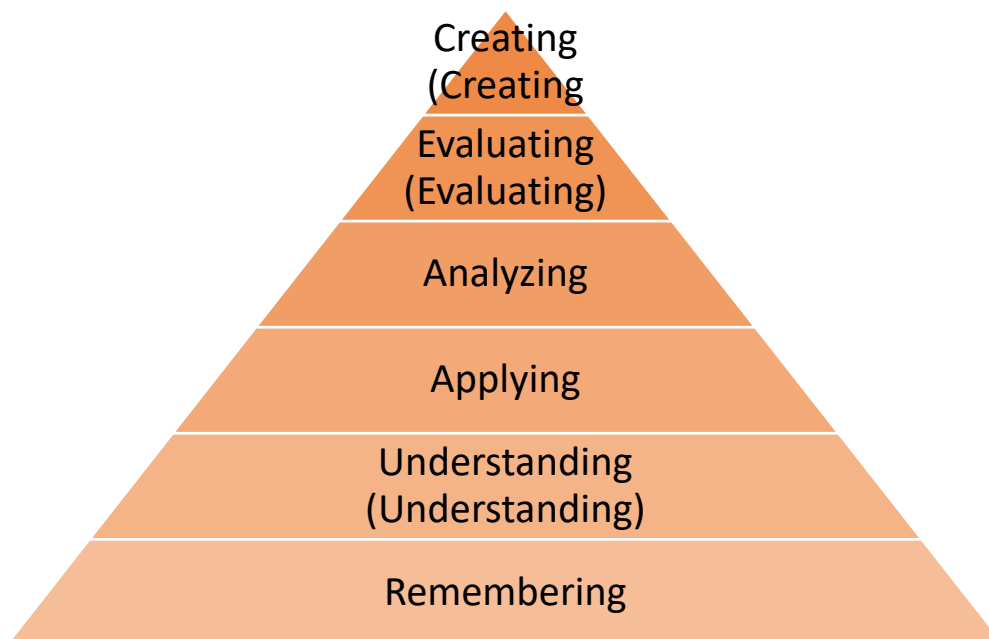 Creating
(Creating
Evaluating
(Evaluating)
Analyzing
Applying
Understanding
(Understanding)
Remembering